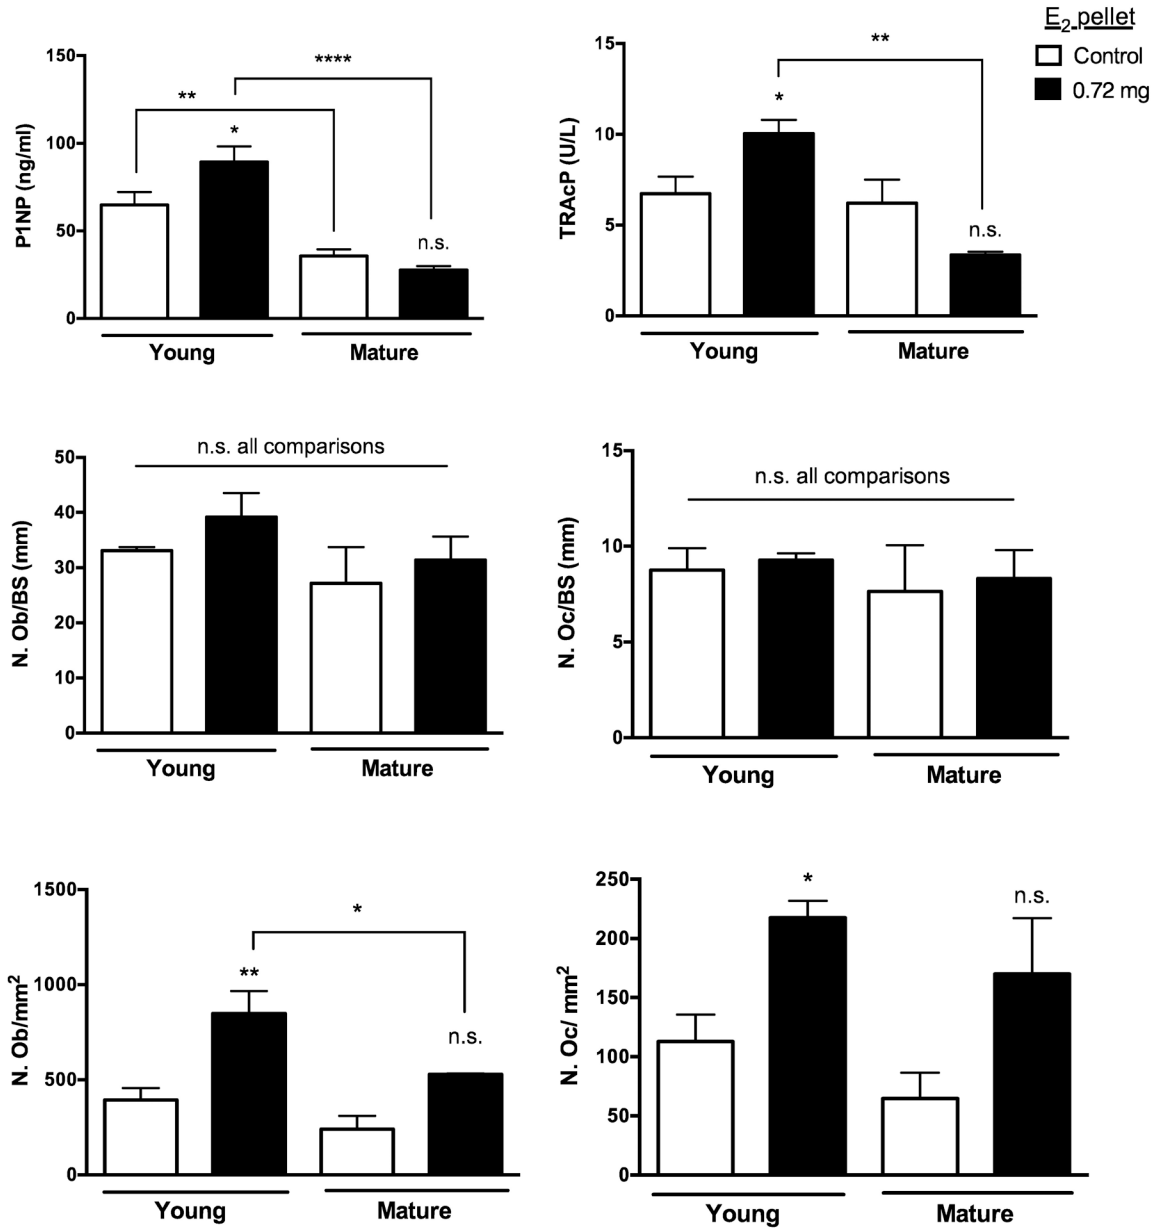 E2 pellet
Control
0.72 mg
P1NP (ng/ml)
150
100
50
0
**
****
*
n.s.
Young
Mature
TRAcP (U/L)
15
10
5
0
**
*
n.s.
Young
Mature
N. Ob/BS (mm)
50
40
30
20
10
0
n.s. all comparisons
Young
Mature
N. Oc/BS (mm)
15
10
5
0
n.s. all comparisons
Young
Mature
N. Ob/mm2
1500
1000
500
0
*
**
n.s.
Young
Mature
N. Oc/ mm2
250
200
150
100
50
0
*
n.s.
Young
Mature